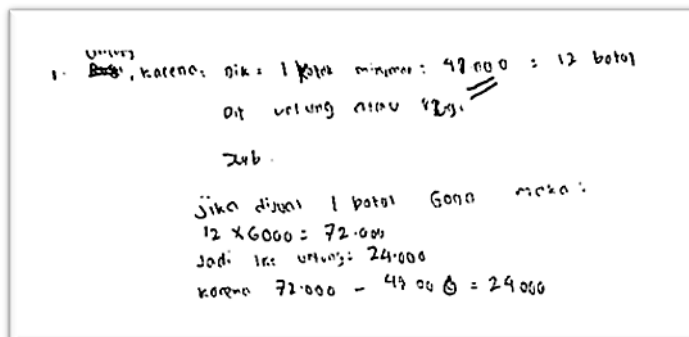 Untung
1. Rugi, karena: Dik = 1 kotak minuman : 48 000 = 12 botol
Dit untung atau rugi.
Jwb.
jika dijual 1 botol 6000 maka :
12 x 6000 = 72.000
Jadi untung: 24.000
karena 72.000 - 48 000 = 24 000